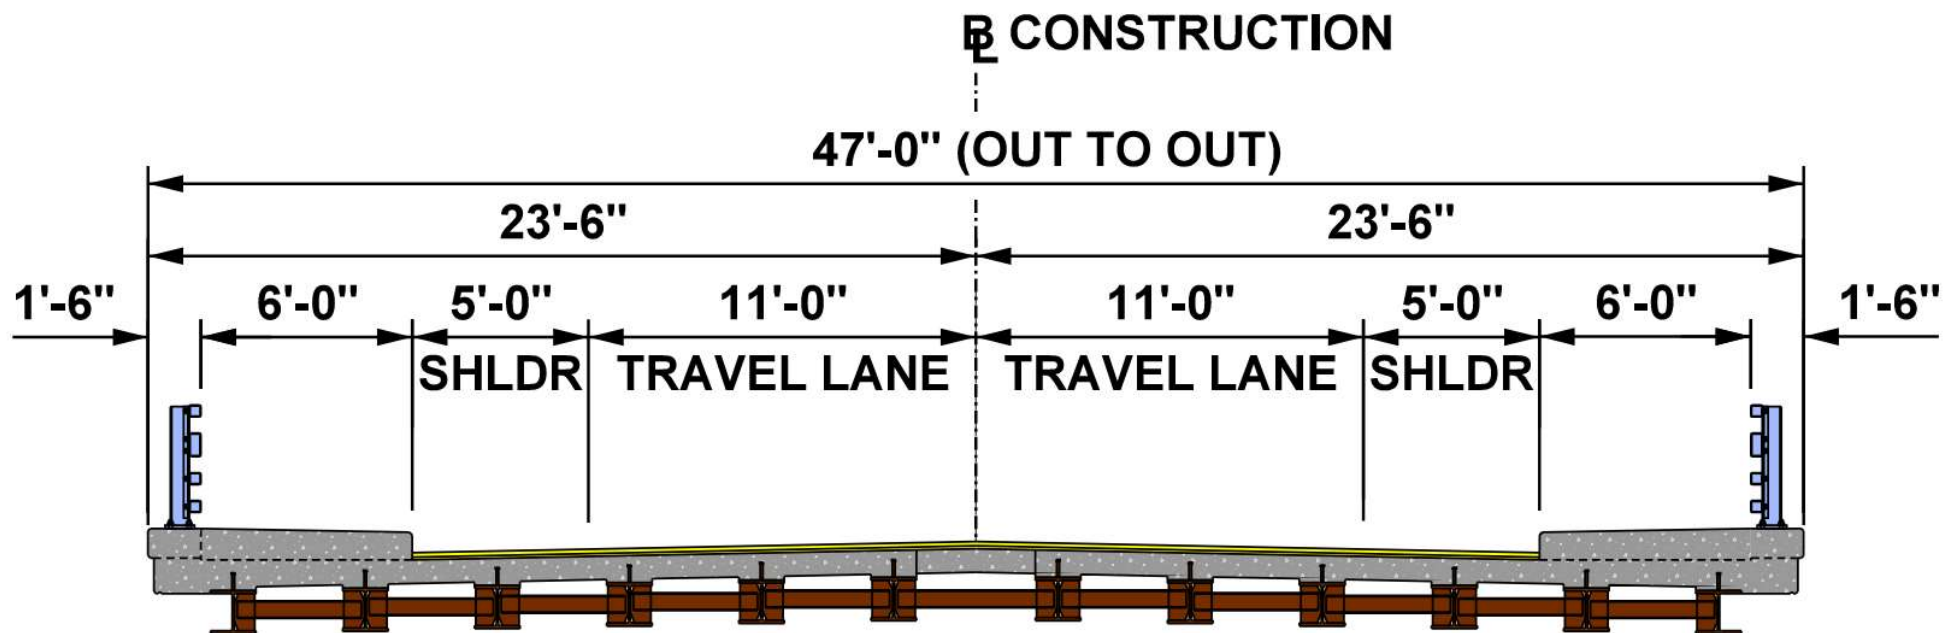 BL CONSTRUCTION
47'-0" (OUT TO OUT)
23'-6" 23'-6"
1'-6" 6'-0" 5'-0" 11'-0" 11'-0" 5'-0" 6'-0" 1'-6"
SHLDR TRAVEL LANE TRAVEL LANE SHLDR